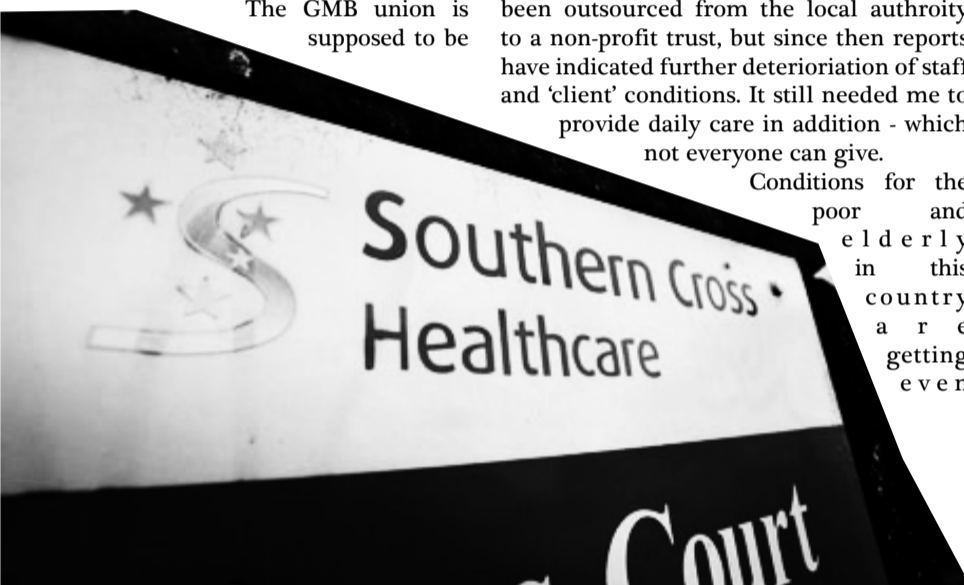 The GMB union is
supposed to be
been outsourced from the local authroity
to a non-profit trust, but since then reports
have indicated further deterioriation of staff
and ‘client’ conditions. It still needed me to
provide daily care in addition - which
not everyone can give.
Conditions for the
poor and
elderly
in this
country
are
getting
even
Southern Cross
Healthcare
Court